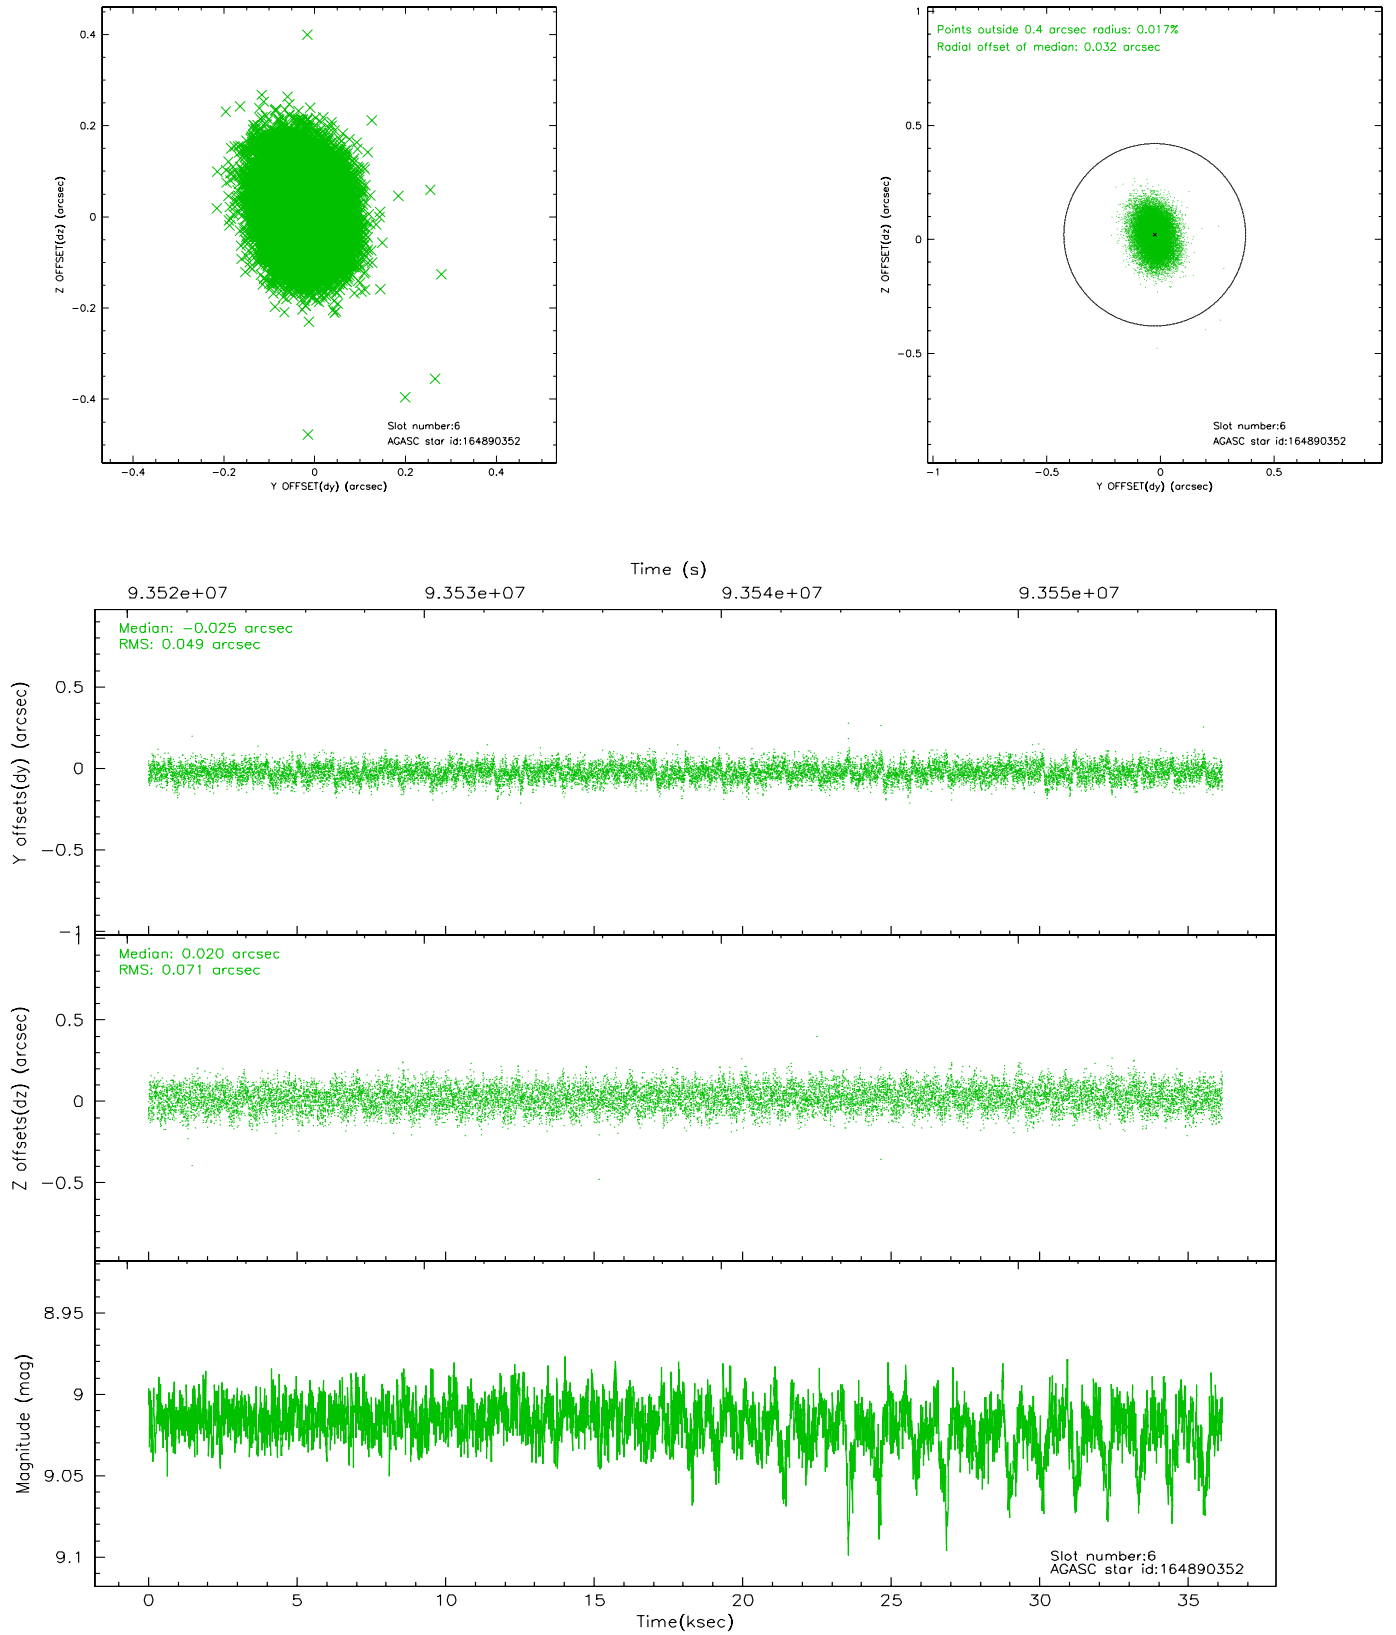 0.4
0.2
0
−0.2
−0.4
Z OFFSET(dz) (arcsec)
Slot number:6
AGASC star id:164890352
−0.4
−0.2
0
0.2
0.4
Y OFFSET(dy) (arcsec)
1
0.5
0
−0.5
Z OFFSET(dz) (arcsec)
Points outside 0.4 arcsec radius: 0.017%
Radial offset of median: 0.032 arcsec
Slot number:6
AGASC star id:164890352
−1
−0.5
0
0.5
Y OFFSET(dy) (arcsec)
Time (s)
9.352e+07
9.353e+07
9.354e+07
9.355e+07
Median: −0.025 arcsec
RMS: 0.049 arcsec
0.5
0
−0.5
−1
Y offsets(dy) (arcsec)
Median: 0.020 arcsec
RMS: 0.071 arcsec
1
0.5
0
−0.5
Z offsets(dz) (arcsec)
8.95
9
9.05
9.1
Magnitude (mag)
Slot number:6
AGASC star id:164890352
0
5
10
15
20
25
30
35
Time(ksec)